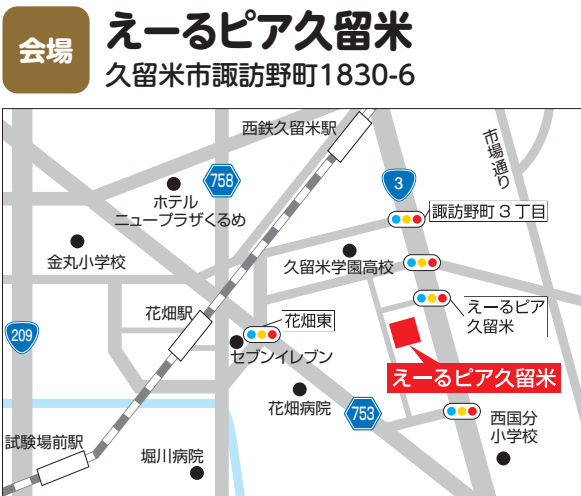 会場
えーるピア久留米
久留米市諏訪野町1830-6
西鉄久留米駅
市場通り
758
3
ホテル
ニュープラザくるめ
諏訪野町3丁目
金丸小学校
久留米学園高校
花畑駅
花畑東
えーるピア
久留米
209
セブンイレブン
えーるピア久留米
花畑病院
753
西国分
小学校
試験場前駅
堀川病院